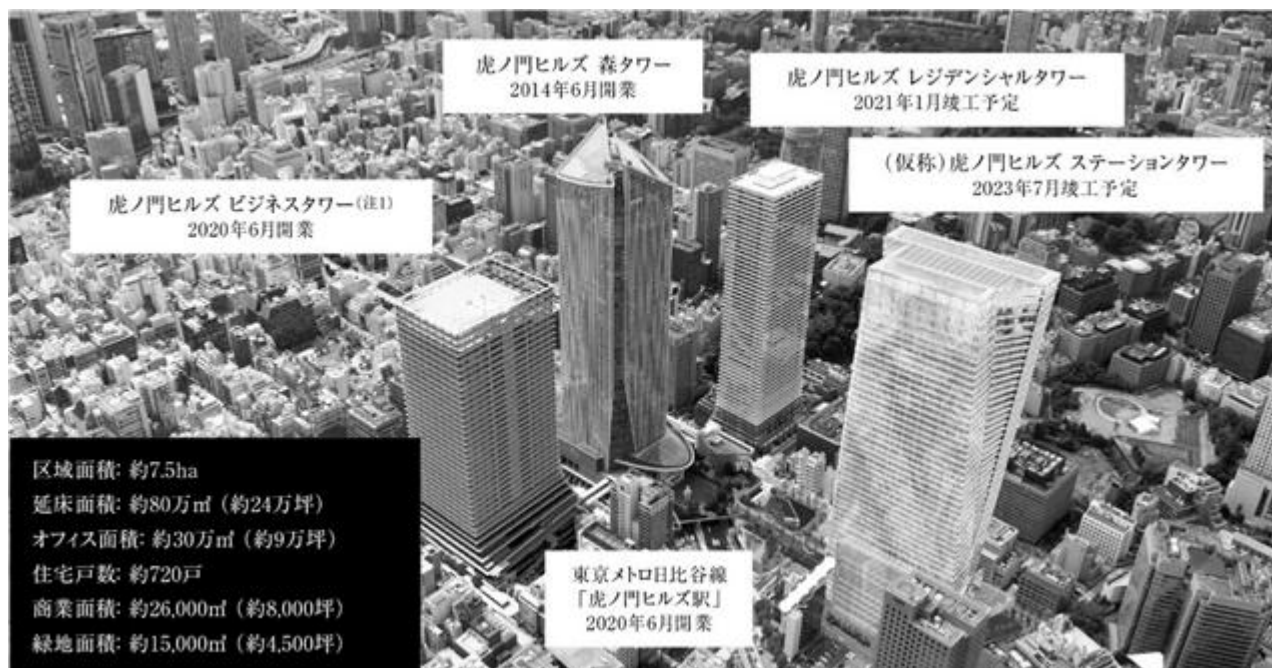 虎ノ門ヒルズ 森タワー
2014年6月開業
虎ノ門ヒルズ レジデンシャルタワー
2021年1月竣工予定
(仮称)虎ノ門ヒルズ ステーションタワー
2023年7月竣工予定
虎ノ門ヒルズ ビジネスタワー(注1)
2020年6月開業
区域面積: 約7.5ha
延床面積: 約80万㎡ (約24万坪)
オフィス面積: 約30万㎡ (約9万坪)
住宅戸数: 約720戸
商業面積: 約26,000㎡ (約8,000坪)
緑地面積: 約15,000㎡ (約4,500坪)
東京メトロ日比谷線
「虎ノ門ヒルズ駅」
2020年6月開業